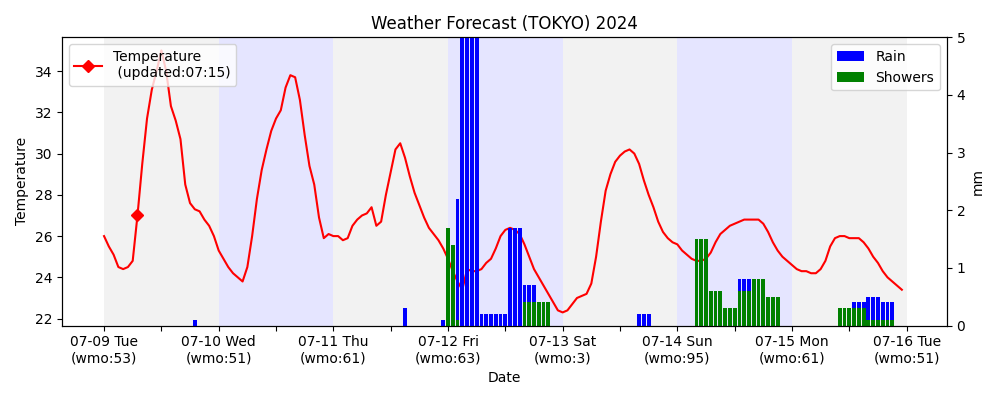 Weather Forecast (TOKYO) 2024
Temperature
(updated:07:15)
Rain
Showers
34
32
30
28
26
24
22
Temperature
5
4
3
2
1
0
mm
07-09 Tue
(wmo:53)
07-10 Wed
(wmo:51)
07-11 Thu
(wmo:61)
07-12 Fri
(wmo:63)
07-13 Sat
(wmo:3)
07-14 Sun
(wmo:95)
07-15 Mon
(wmo:61)
07-16 Tue
(wmo:51)
Date